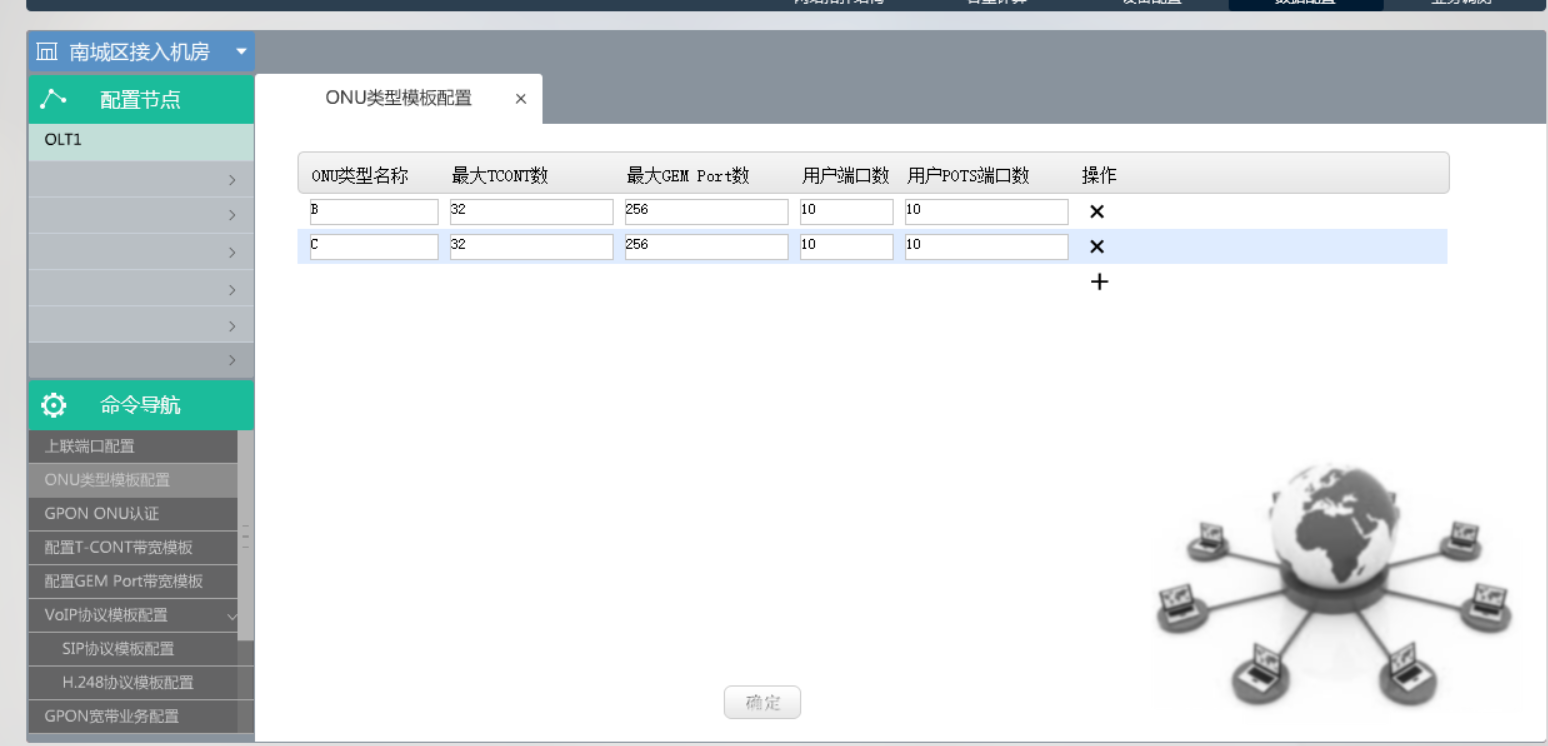 数据配置
南城区接入机房
配置节点
ONU类型模板配置 ×
OLT1
ONU类型名称 最大TCONT数 最大GEM Port数 用户端口数 用户POTS端口数 操作
B 32 256 10 10
C 32 256 10 10
命令导航
上联端口配置
ONU类型模板配置
GPON ONU认证
配置T-CONT带宽模板
配置GEM Port带宽模板
VoIP协议模板配置
SIP协议模板配置
H.248协议模板配置
GPON宽带业务配置
确定